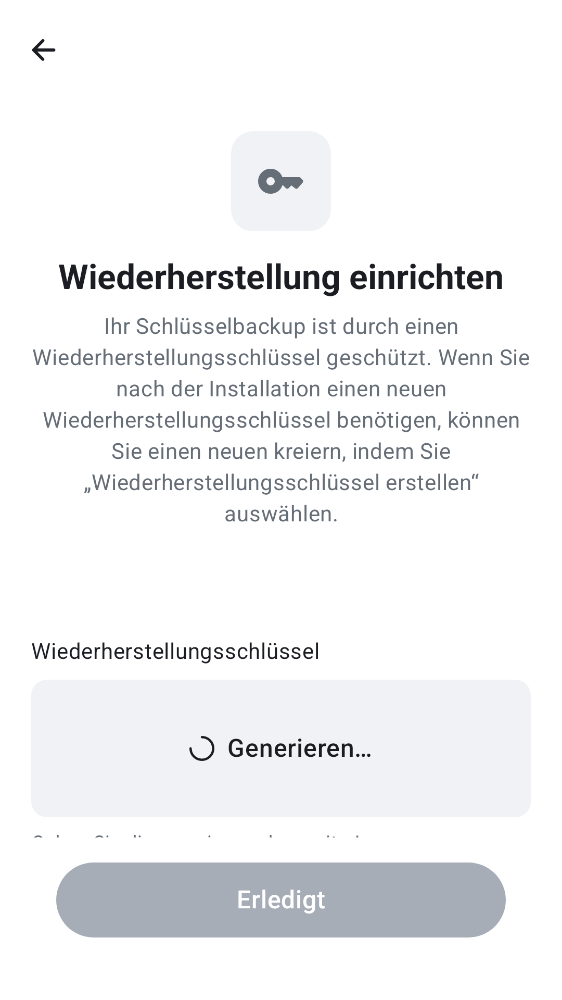 Wiederherstellung einrichten
Ihr Schlüsselbackup ist durch einen
Wiederherstellungsschlüssel geschützt. Wenn Sie
nach der Installation einen neuen
Wiederherstellungsschlüssel benötigen, können
Sie einen neuen kreiern, indem Sie
„Wiederherstellungsschlüssel erstellen“
auswählen.
Wiederherstellungsschlüssel
Generieren…
Erledigt